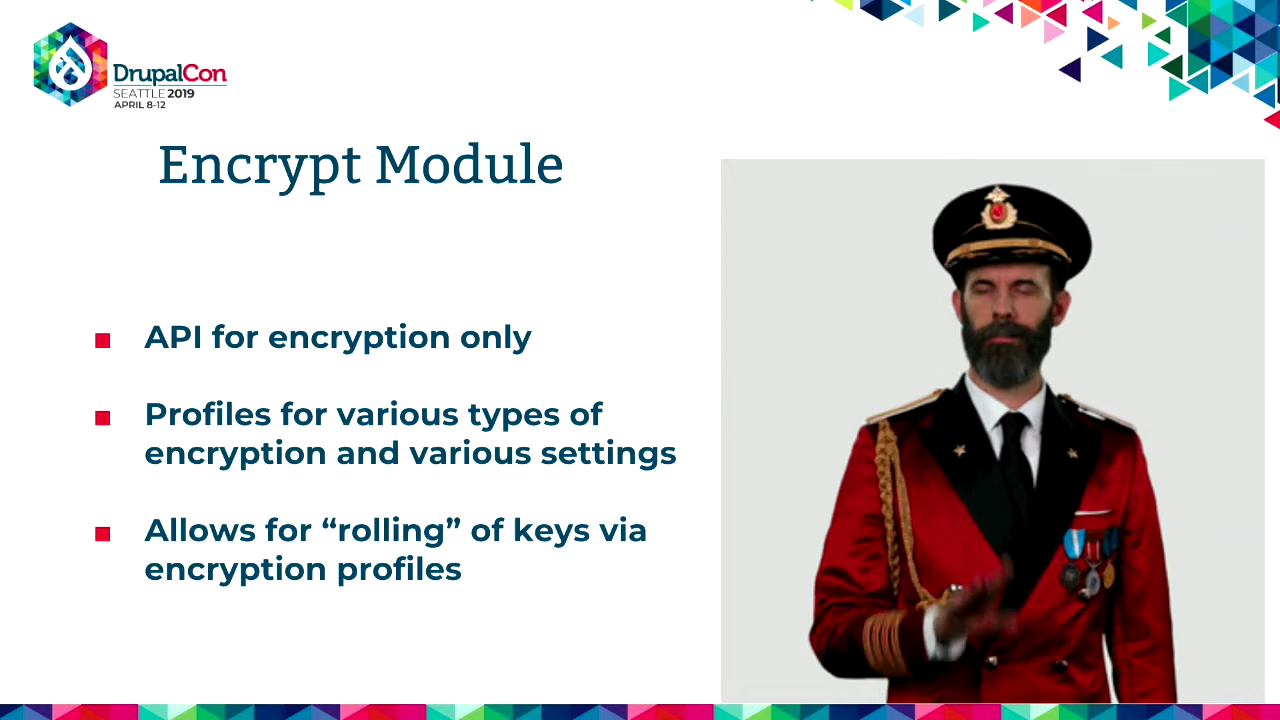 DrupalCon
SEATTLE 2019
APRIL 8-12
Encrypt Module
API for encryption only
Profiles for various types of
encryption and various settings
Allows for “rolling” of keys via
encryption profiles